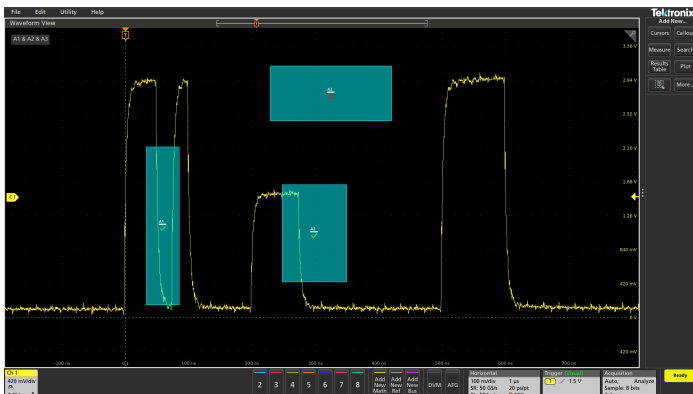 File Edit Utility Help
Tektronix
Waveform View
Add New...
A1 & A2 & A3
Cursors Callout
Measure Search
Results Table Plot
More...
3.36 V
2.94 V
2.52 V
2.10 V
1.68 V
1.26 V
840 mV
420 mV
0 V
-420 mV
C1
A1
A2
-100 ns 0s 100 ns 200 ns 300 ns 400 ns 500 ns 600 ns 700 ns
Ch 1
420 mV/div
2 3 4 5 6 7 8
Add New Math
Add New Ref
Add New Bus
DVM AFG
Horizontal
100 ns/div 1 µs
SR: 50 GS/s 20 ps/pt
Trigger
1 1.5 V
Acquisition
Auto, Analyze
Sample: 8 bits
Ready